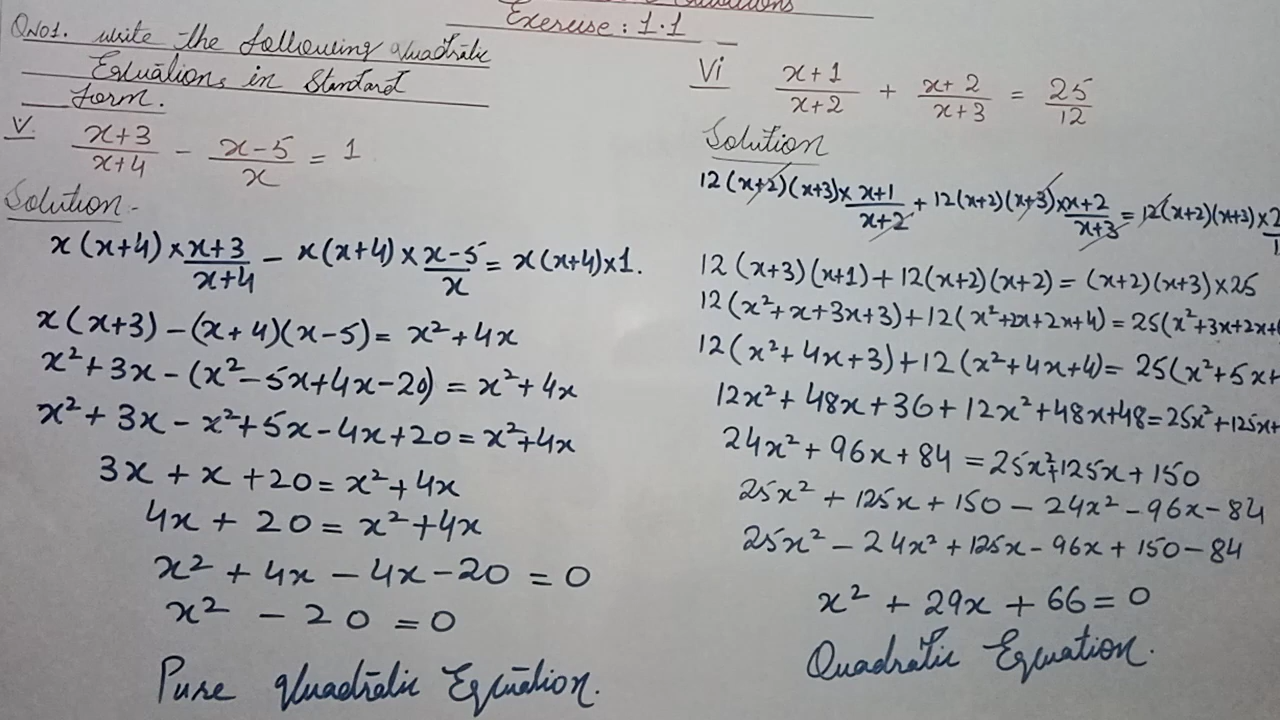 Exercise : 1.1
QNo1. write the following quadratic
Equations in Standard
form.
V. x+3/x+4 - x-5/x = 1
Solution -
x(x+4) × x+3/x+4 - x(x+4) × x-5/x = x(x+4)×1.
x(x+3) - (x+4)(x-5) = x² + 4x
x² + 3x - (x² - 5x + 4x - 20) = x² + 4x
x² + 3x - x² + 5x - 4x + 20 = x² + 4x
3x + x + 20 = x² + 4x
4x + 20 = x² + 4x
x² + 4x - 4x - 20 = 0
x² - 20 = 0
Pure quadratic Equation.
Vi x+1/x+2 + x+2/x+3 = 25/12
Solution
12(x+2)(x+3) × x+1/x+2 + 12(x+2)(x+3) × x+2/x+3 = 12(x+2)(x+3)×2
12(x+3)(x+1) + 12(x+2)(x+2) = (x+2)(x+3)×25
12(x² + x + 3x + 3) + 12(x² + 2x + 2x + 4) = 25(x² + 3x + 2x +
12(x² + 4x + 3) + 12(x² + 4x + 4) = 25(x² + 5x +
12x² + 48x + 36 + 12x² + 48x + 48 = 25x² + 125x +
24x² + 96x + 84 = 25x² + 125x + 150
25x² + 125x + 150 - 24x² - 96x - 84
25x² - 24x² + 125x - 96x + 150 - 84
x² + 29x + 66 = 0
Quadratic Equation.